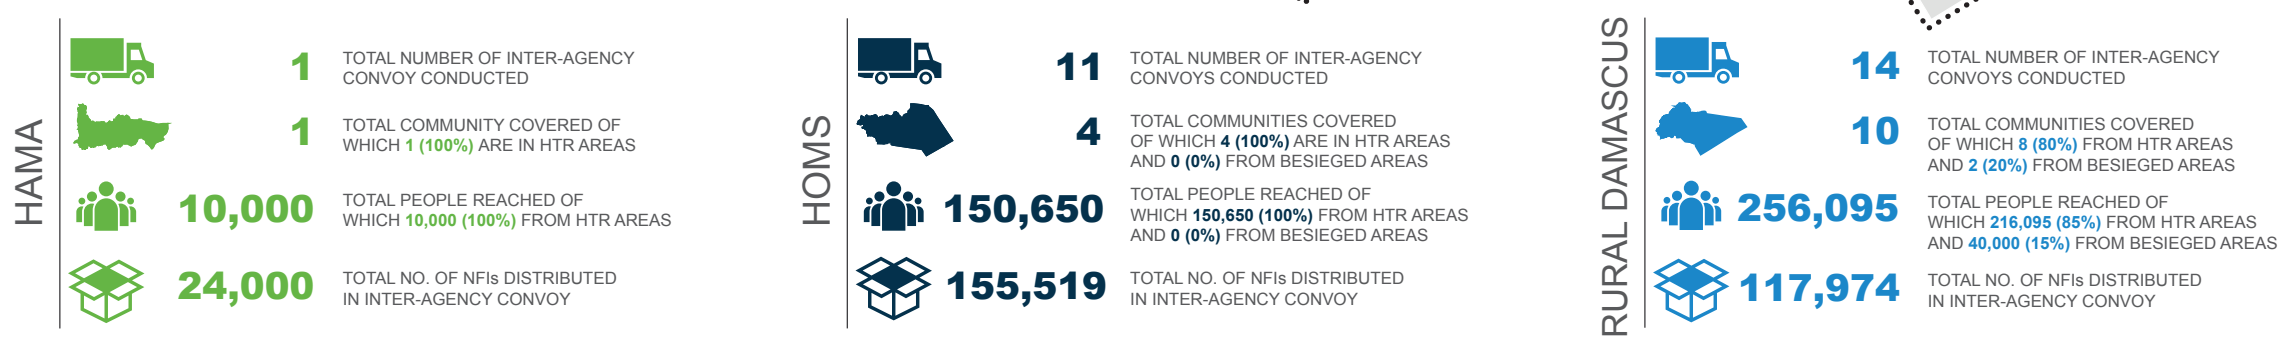 HAMA
1
TOTAL NUMBER OF INTER-AGENCY
CONVOY CONDUCTED
1
TOTAL COMMUNITY COVERED OF
WHICH 1 (100%) ARE IN HTR AREAS
10,000
TOTAL PEOPLE REACHED OF
WHICH 10,000 (100%) FROM HTR AREAS
24,000
TOTAL NO. OF NFIs DISTRIBUTED
IN INTER-AGENCY CONVOY
HOMS
11
TOTAL NUMBER OF INTER-AGENCY
CONVOYS CONDUCTED
4
TOTAL COMMUNITIES COVERED
OF WHICH 4 (100%) ARE IN HTR AREAS
AND 0 (0%) FROM BESIEGED AREAS
150,650
TOTAL PEOPLE REACHED OF
WHICH 150,650 (100%) FROM HTR AREAS
AND 0 (0%) FROM BESIEGED AREAS
155,519
TOTAL NO. OF NFIs DISTRIBUTED
IN INTER-AGENCY CONVOY
RURAL DAMASCUS
14
TOTAL NUMBER OF INTER-AGENCY
CONVOYS CONDUCTED
10
TOTAL COMMUNITIES COVERED
OF WHICH 8 (80%) FROM HTR AREAS
AND 2 (20%) FROM BESIEGED AREAS
256,095
TOTAL PEOPLE REACHED OF
WHICH 216,095 (85%) FROM HTR AREAS
AND 40,000 (15%) FROM BESIEGED AREAS
117,974
TOTAL NO. OF NFIs DISTRIBUTED
IN INTER-AGENCY CONVOY